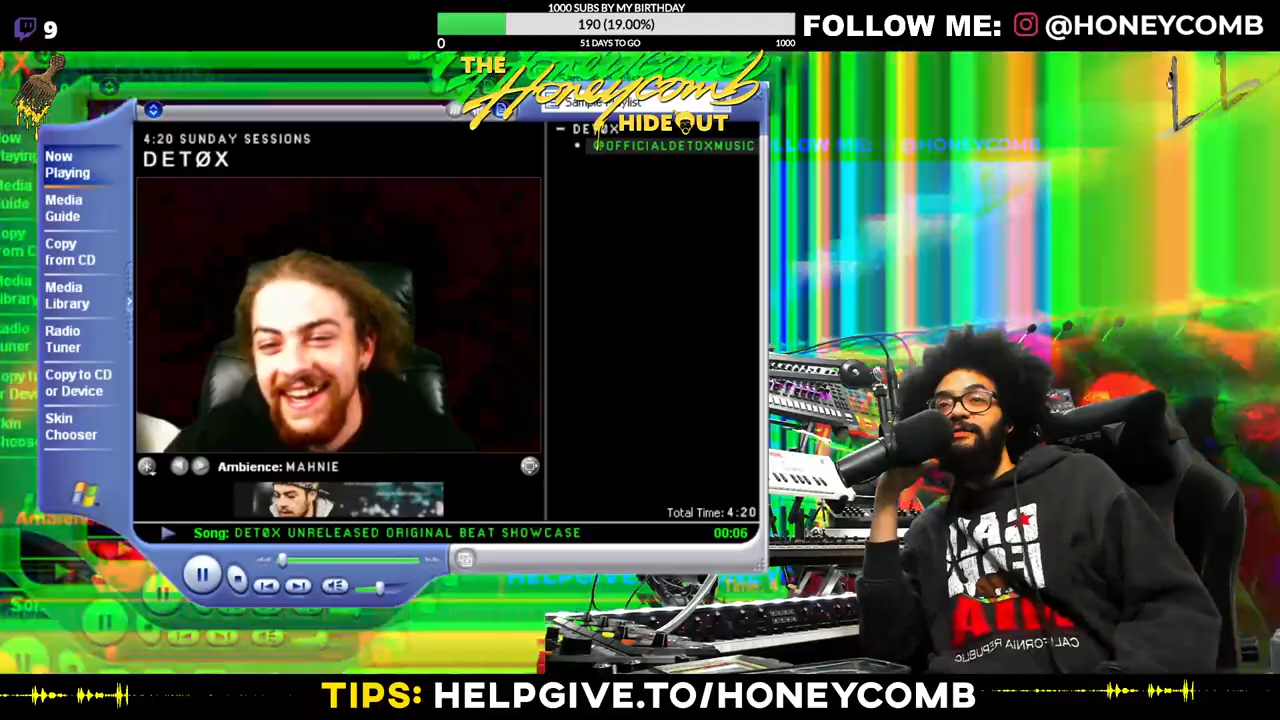 9
1000 SUBS BY MY BIRTHDAY
190 (19.00%)
0
51 DAYS TO GO
1000
FOLLOW ME: @HONEYCOMB
THE
Honeycomb
HIDEOUT
Sample Playlist
4:20 SUNDAY SESSIONS
DETØX
DETØX
@OFFICIALDETOXMUSIC
Now
Playing
Media
Guide
Copy
from CD
Media
Library
Radio
Tuner
Copy to CD
or Device
Skin
Chooser
Ambience: MAHNIE
Total Time: 4:20
Song: DETØX UNRELEASED ORIGINAL BEAT SHOWCASE
00:06
CALIFORNIA REPUBLIC
TIPS: HELPGIVE.TO/HONEYCOMB